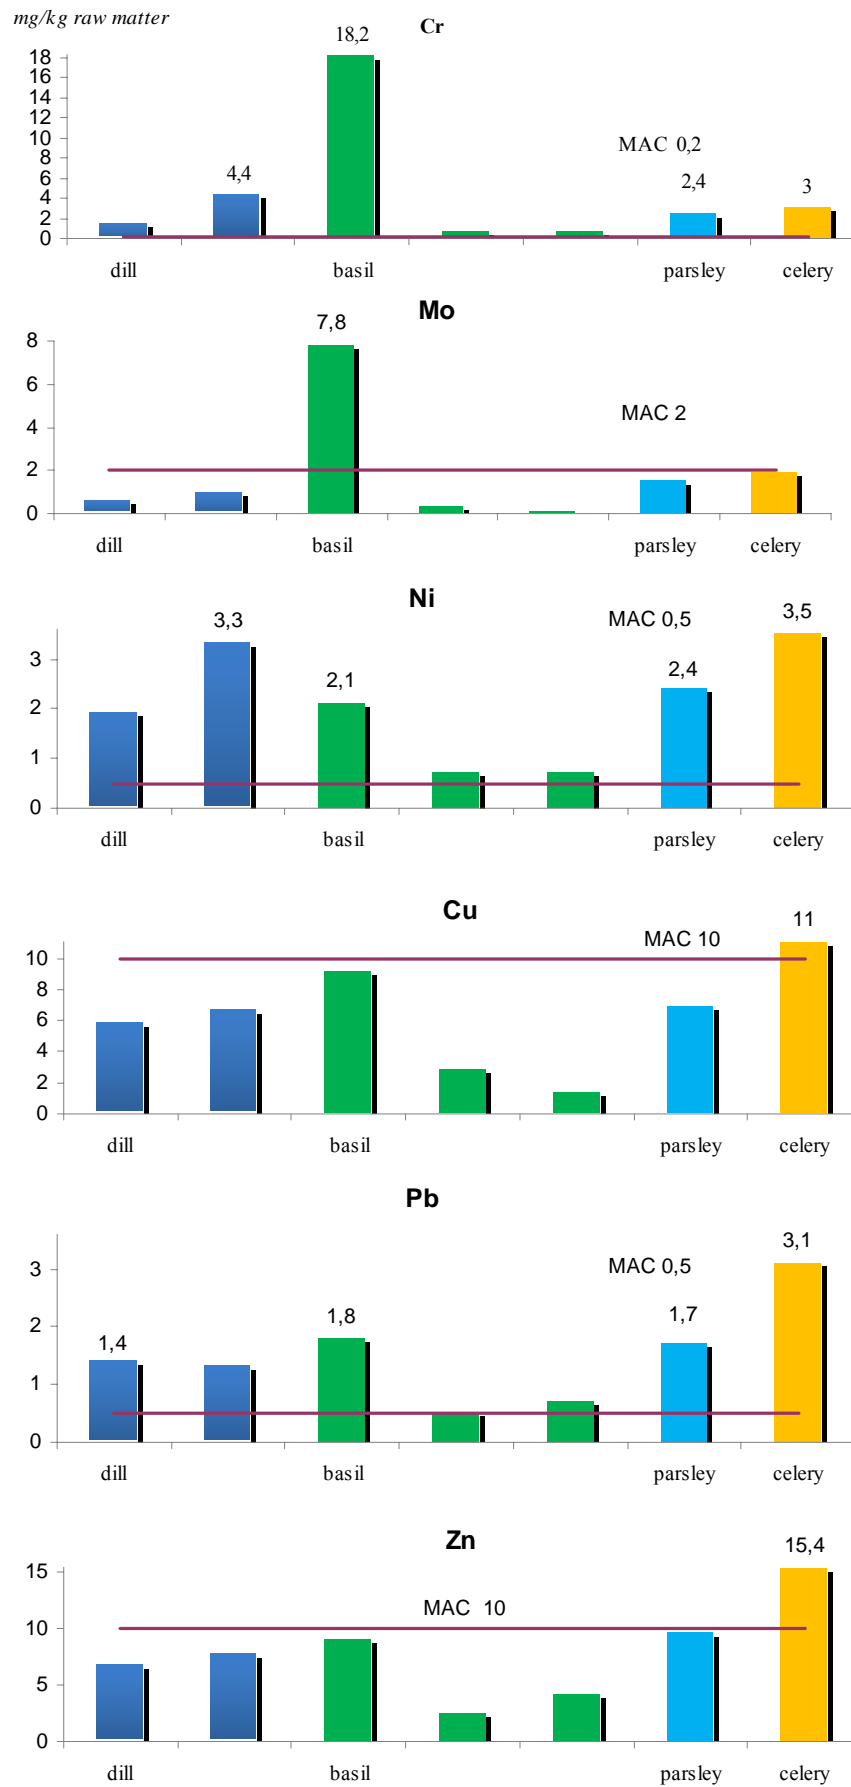 mg/kg raw matter
Cr
18,2
18
16
14
12
10
8
6
4
2
0
4,4
MAC 0,2
2,4
3
dill
basil
parsley
celery
Mo
7,8
8
6
4
2
0
MAC 2
dill
basil
parsley
celery
Ni
3,3
2,1
MAC 0,5
2,4
3,5
3
2
1
0
dill
basil
parsley
celery
Cu
11
MAC 10
10
8
6
4
2
0
dill
basil
parsley
celery
Pb
3,1
MAC 0,5
1,4
1,8
1,7
3
2
1
0
dill
basil
parsley
celery
Zn
15,4
15
10
5
0
MAC 10
dill
basil
parsley
celery